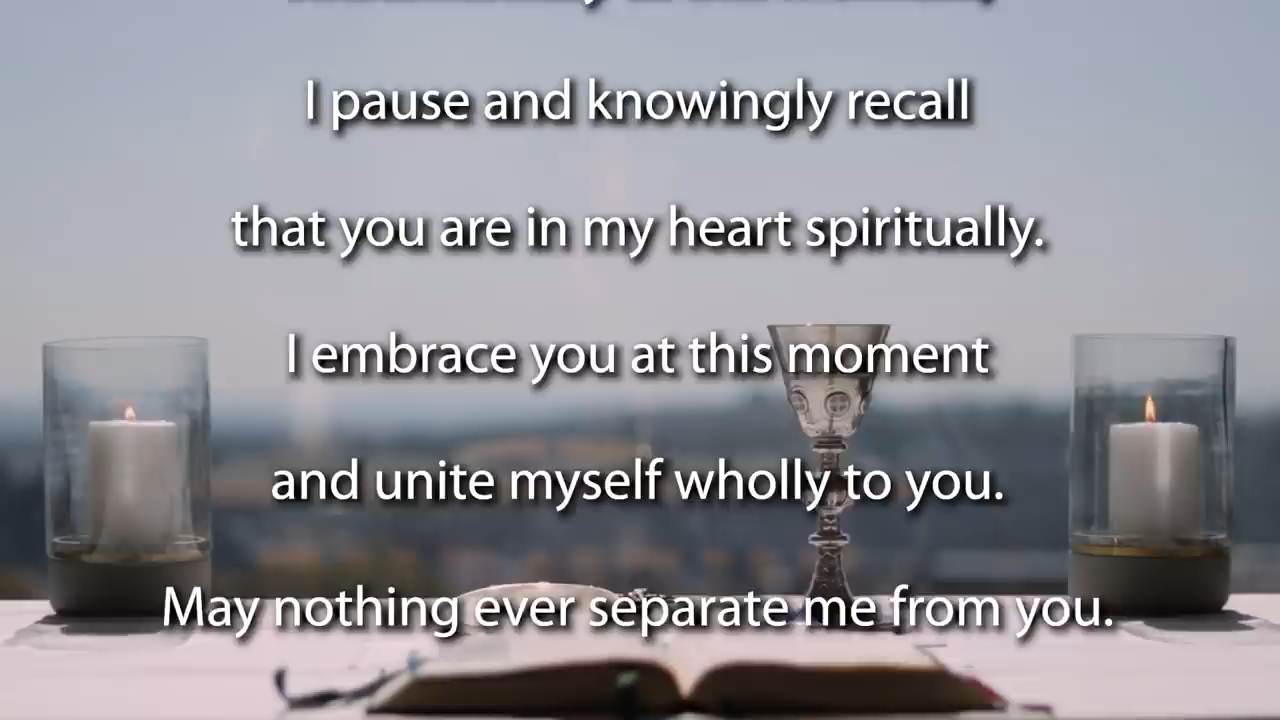 I pause and knowingly recall
that you are in my heart spiritually.
I embrace you at this moment
and unite myself wholly to you.
May nothing ever separate me from you.